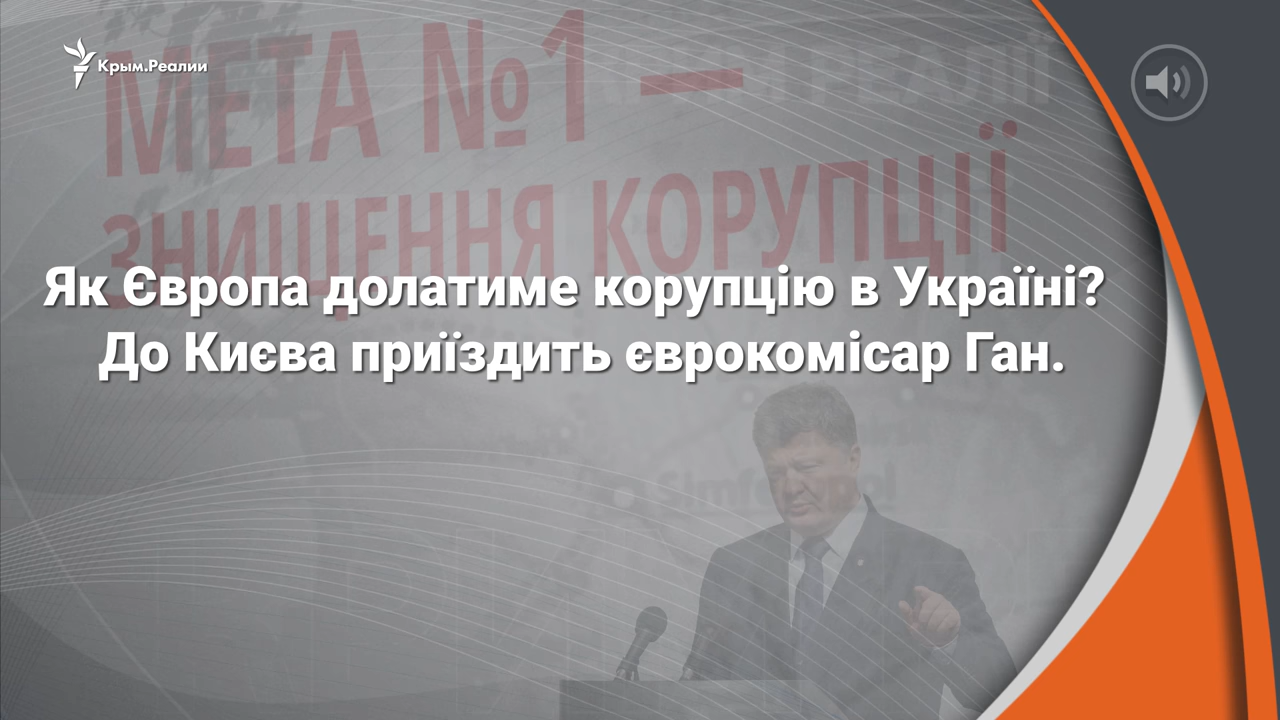 Крым.Реалии
МЕТА №1 —
ЗНИЩЕННЯ КОРУПЦІЇ
Як Європа долатиме корупцію в Україні?
До Києва приїздить єврокомісар Ган.